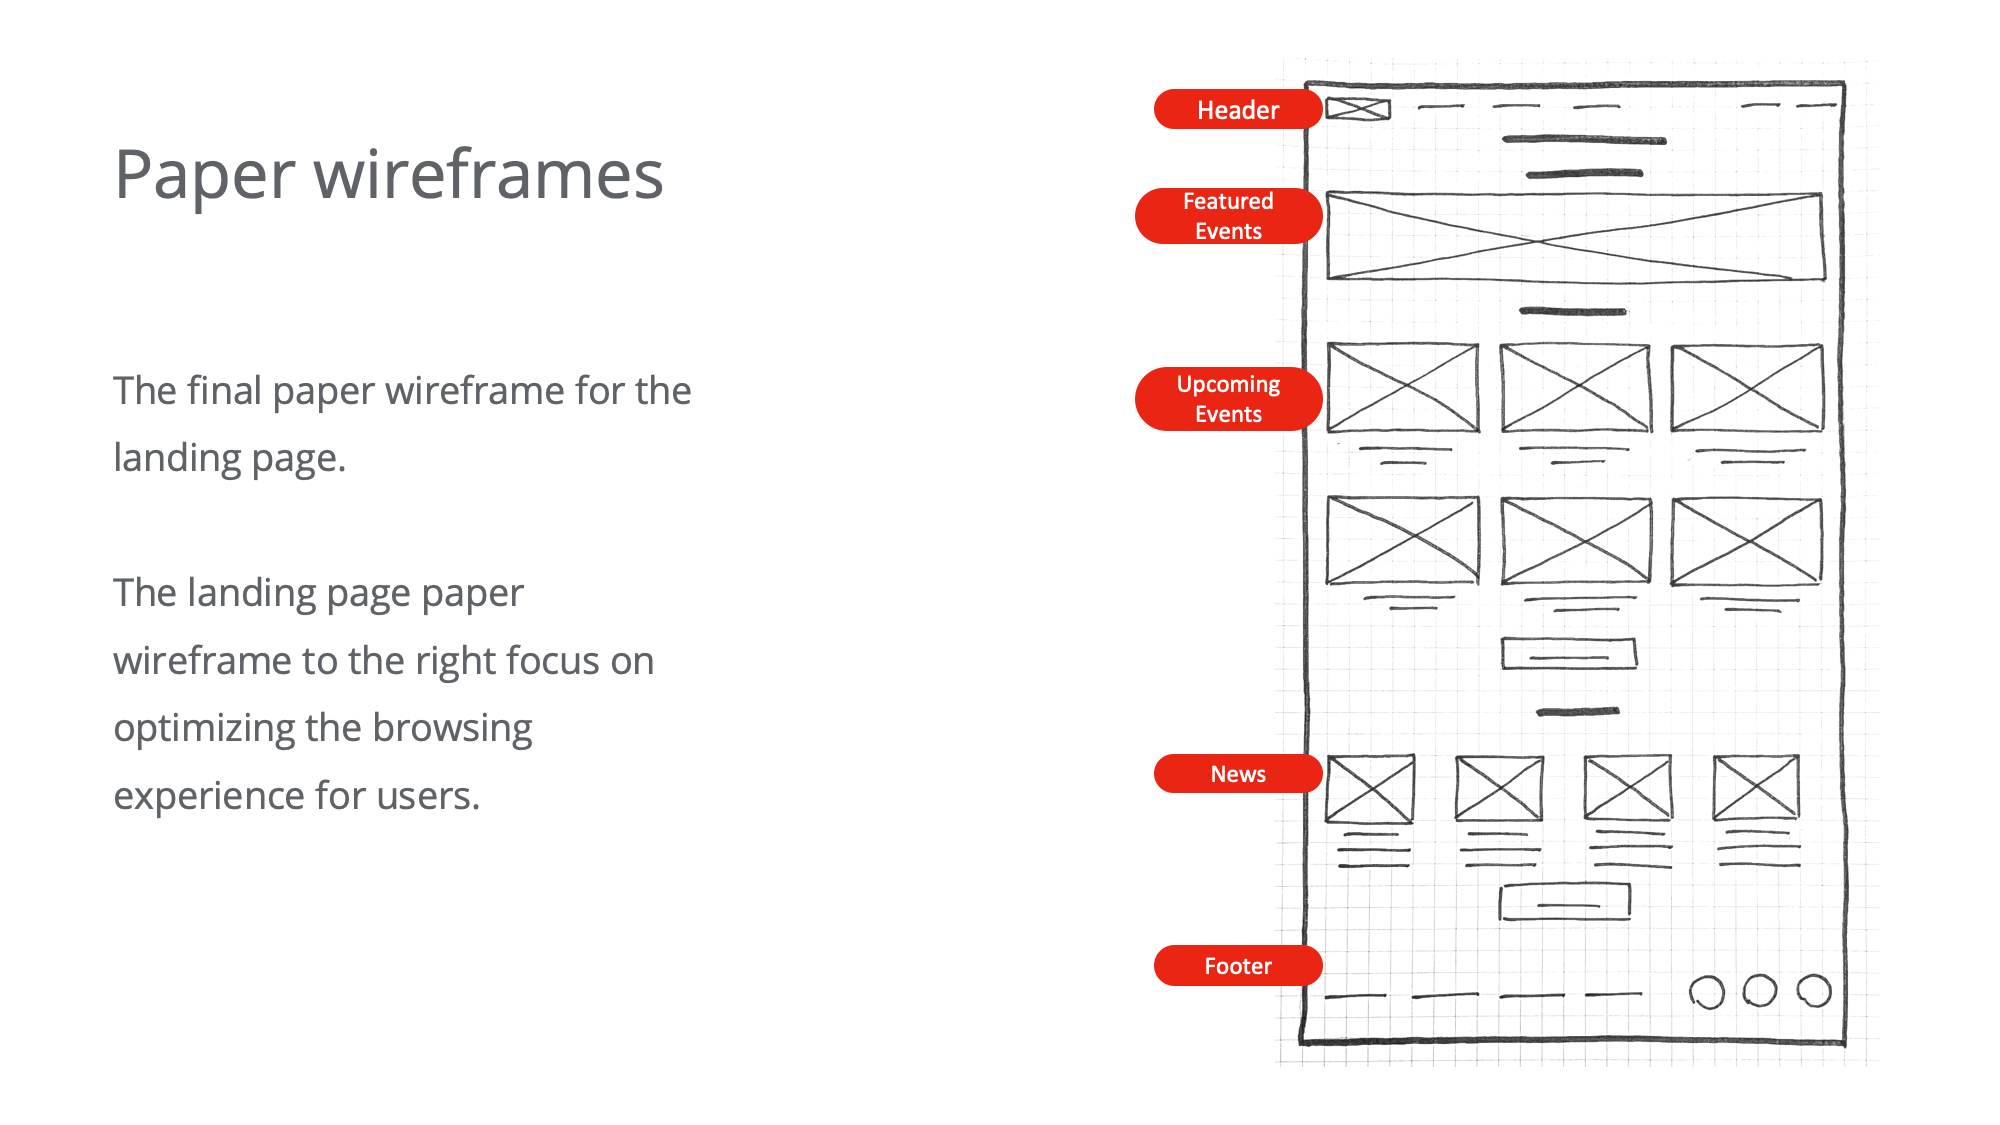 Paper wireframes
The final paper wireframe for the
landing page.
The landing page paper
wireframe to the right focus on
optimizing the browsing
experience for users.
Header
Featured
Events
Upcoming
Events
News
Footer